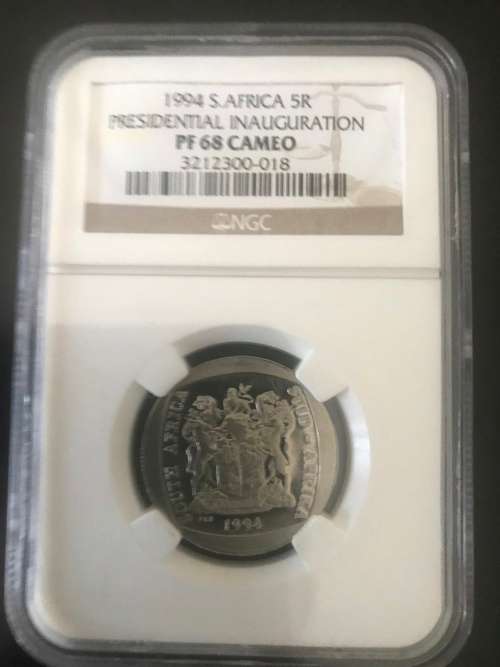 1994 S.AFRICA 5R
PRESIDENTIAL INAUGURATION
PF 68 CAMEO
3212300-018
NGC
SOUTH AFRICA
SUID-AFRIKA
1994